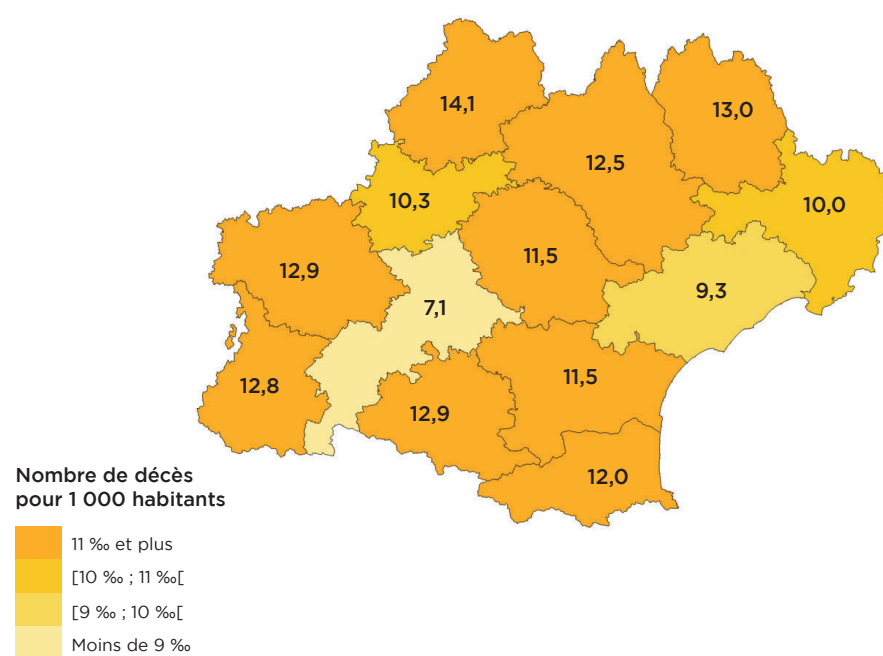 14,1
13,0
12,5
10,3
10,0
11,5
12,9
9,3
7,1
11,5
12,8
12,9
12,0
Nombre de décès
pour 1 000 habitants
11 ‰ et plus
[10 ‰ ; 11 ‰[
[9 ‰ ; 10 ‰[
Moins de 9 ‰